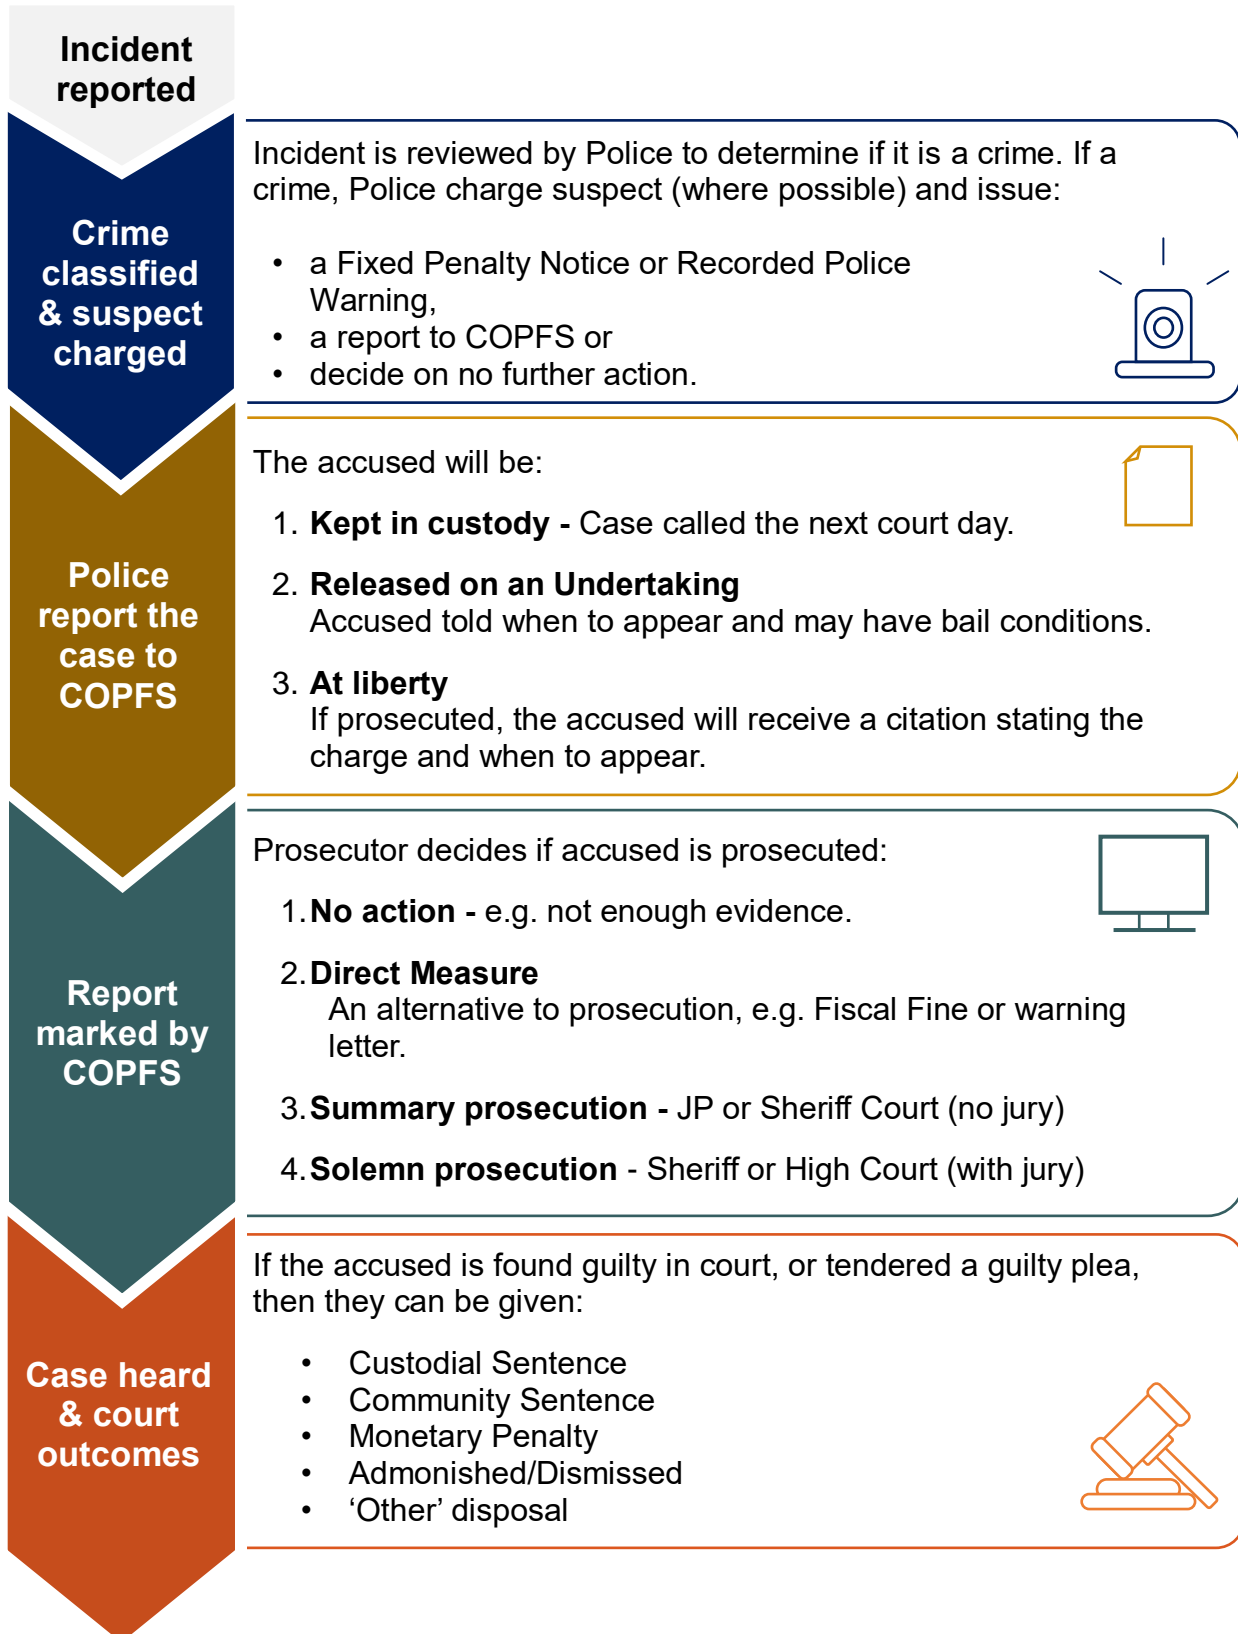 Incident
reported
Incident is reviewed by Police to determine if it is a crime. If a
crime, Police charge suspect (where possible) and issue:
Crime
classified
& suspect
charged
• a Fixed Penalty Notice or Recorded Police
Warning,
• a report to COPFS or
• decide on no further action.
Police
report the
case to
COPFS
The accused will be:
1. Kept in custody - Case called the next court day.
2. Released on an Undertaking
Accused told when to appear and may have bail conditions.
3. At liberty
If prosecuted, the accused will receive a citation stating the
charge and when to appear.
Report
marked by
COPFS
Prosecutor decides if accused is prosecuted:
1. No action - e.g. not enough evidence.
2. Direct Measure
An alternative to prosecution, e.g. Fiscal Fine or warning
letter.
3. Summary prosecution - JP or Sheriff Court (no jury)
4. Solemn prosecution - Sheriff or High Court (with jury)
Case heard
& court
outcomes
If the accused is found guilty in court, or tendered a guilty plea,
then they can be given:
• Custodial Sentence
• Community Sentence
• Monetary Penalty
• Admonished/Dismissed
• ‘Other’ disposal